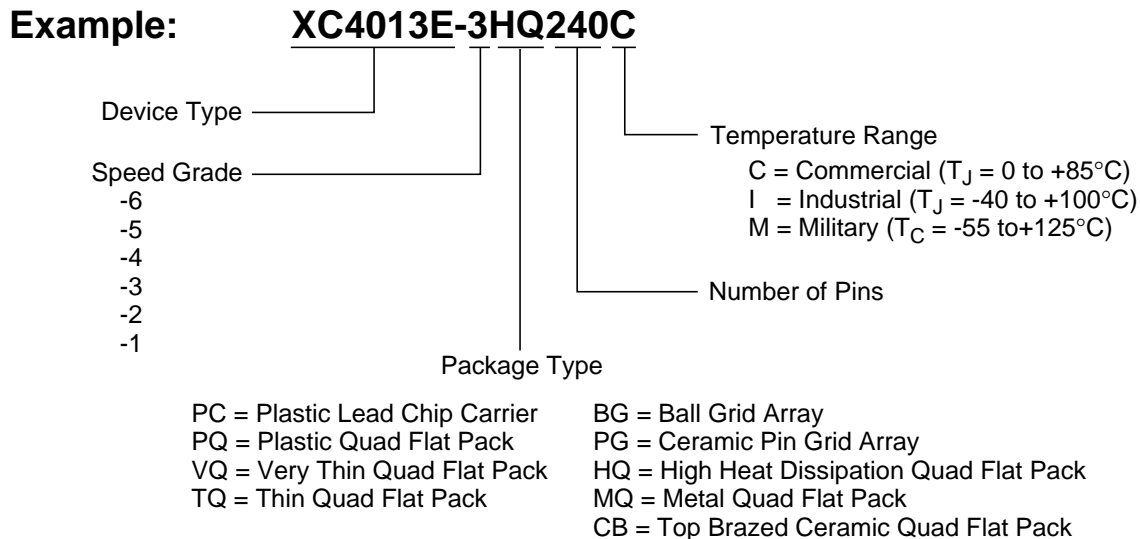 Example: XC4013E-3HQ240C
Device Type
Speed Grade
-6
-5
-4
-3
-2
-1
Temperature Range
C = Commercial (TJ = 0 to +85°C)
I = Industrial (TJ = -40 to +100°C)
M = Military (TC = -55 to+125°C)
Number of Pins
Package Type
PC = Plastic Lead Chip Carrier
PQ = Plastic Quad Flat Pack
VQ = Very Thin Quad Flat Pack
TQ = Thin Quad Flat Pack
BG = Ball Grid Array
PG = Ceramic Pin Grid Array
HQ = High Heat Dissipation Quad Flat Pack
MQ = Metal Quad Flat Pack
CB = Top Brazed Ceramic Quad Flat Pack